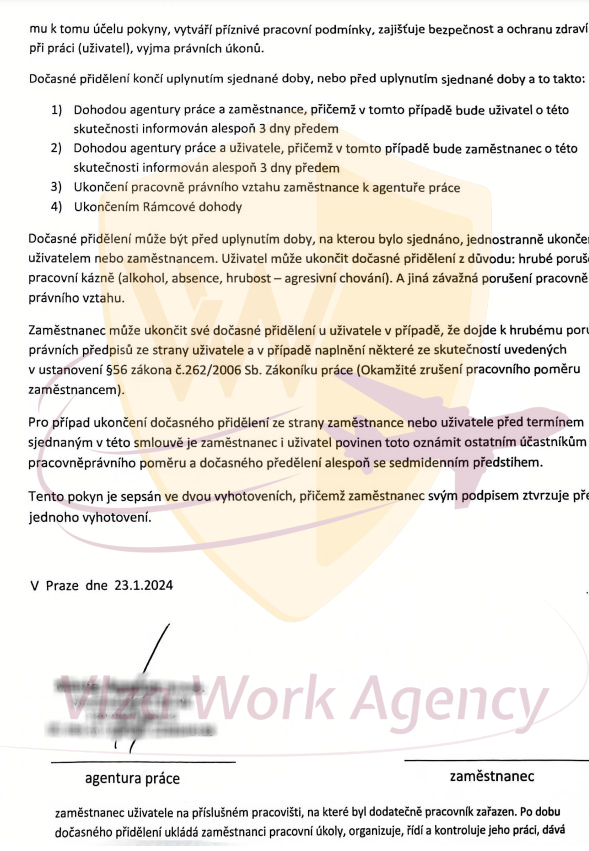 mu k tomu účelu pokyny, vytváří příznivé pracovní podmínky, zajišťuje bezpečnost a ochranu zdraví
při práci (uživatel), vyjma právních úkonů.
Dočasné přidělení končí uplynutím sjednané doby, nebo před uplynutím sjednané doby a to takto:
1) Dohodou agentury práce a zaměstnance, přičemž v tomto případě bude uživatel o této
skutečnosti informován alespoň 3 dny předem
2) Dohodou agentury práce a uživatele, přičemž v tomto případě bude zaměstnanec o této
skutečnosti informován alespoň 3 dny předem
3) Ukončení pracovně právního vztahu zaměstnance k agentuře práce
4) Ukončením Rámcové dohody
Dočasné přidělení může být před uplynutím doby, na kterou bylo sjednáno, jednostranně ukonče
uživatelem nebo zaměstnancem. Uživatel může ukončit dočasné přidělení z důvodu: hrubé poruše
pracovní kázně (alkohol, absence, hrubost – agresivní chování). A jiná závažná porušení pracovně
právního vztahu.
Zaměstnanec může ukončit své dočasné přidělení u uživatele v případě, že dojde k hrubému poru
právních předpisů ze strany uživatele a v případě naplnění některé ze skutečností uvedených
v ustanovení §56 zákona č.262/2006 Sb. Zákoníku práce (Okamžité zrušení pracovního poměru
zaměstnancem).
Pro případ ukončení dočasného přidělení ze strany zaměstnance nebo uživatele před termínem
sjednaným v této smlouvě je zaměstnanec i uživatel povinen toto oznámit ostatním účastníkům
pracovněprávního poměru a dočasného předělení alespoň se sedmidenním předstihem.
Tento pokyn je sepsán ve dvou vyhotoveních, přičemž zaměstnanec svým podpisem ztvrzuje pře
jednoho vyhotovení.
V Praze dne 23.1.2024
Work Agency
agentura práce
zaměstnanec
zaměstnanec uživatele na příslušném pracovišti, na které byl dodatečně pracovník zařazen. Po dobu
dočasného přidělení ukládá zaměstnanci pracovní úkoly, organizuje, řídí a kontroluje jeho práci, dává